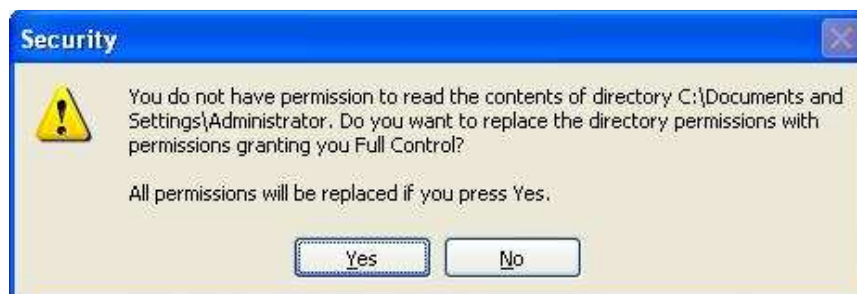 Security
You do not have permission to read the contents of directory C:\Documents and
Settings\Administrator. Do you want to replace the directory permissions with
permissions granting you Full Control?
All permissions will be replaced if you press Yes.
Yes
No